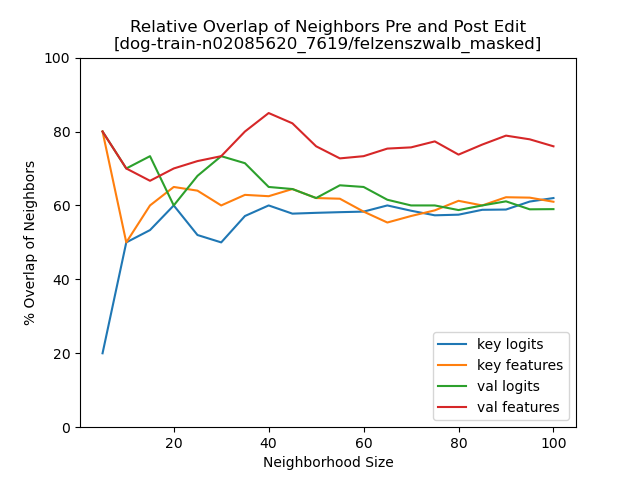 Relative Overlap of Neighbors Pre and Post Edit
[dog-train-n02085620_7619/felzenszwalb_masked]
100
80
60
40
20
0
% Overlap of Neighbors
20 40 60 80 100
Neighborhood Size
key logits
key features
val logits
val features